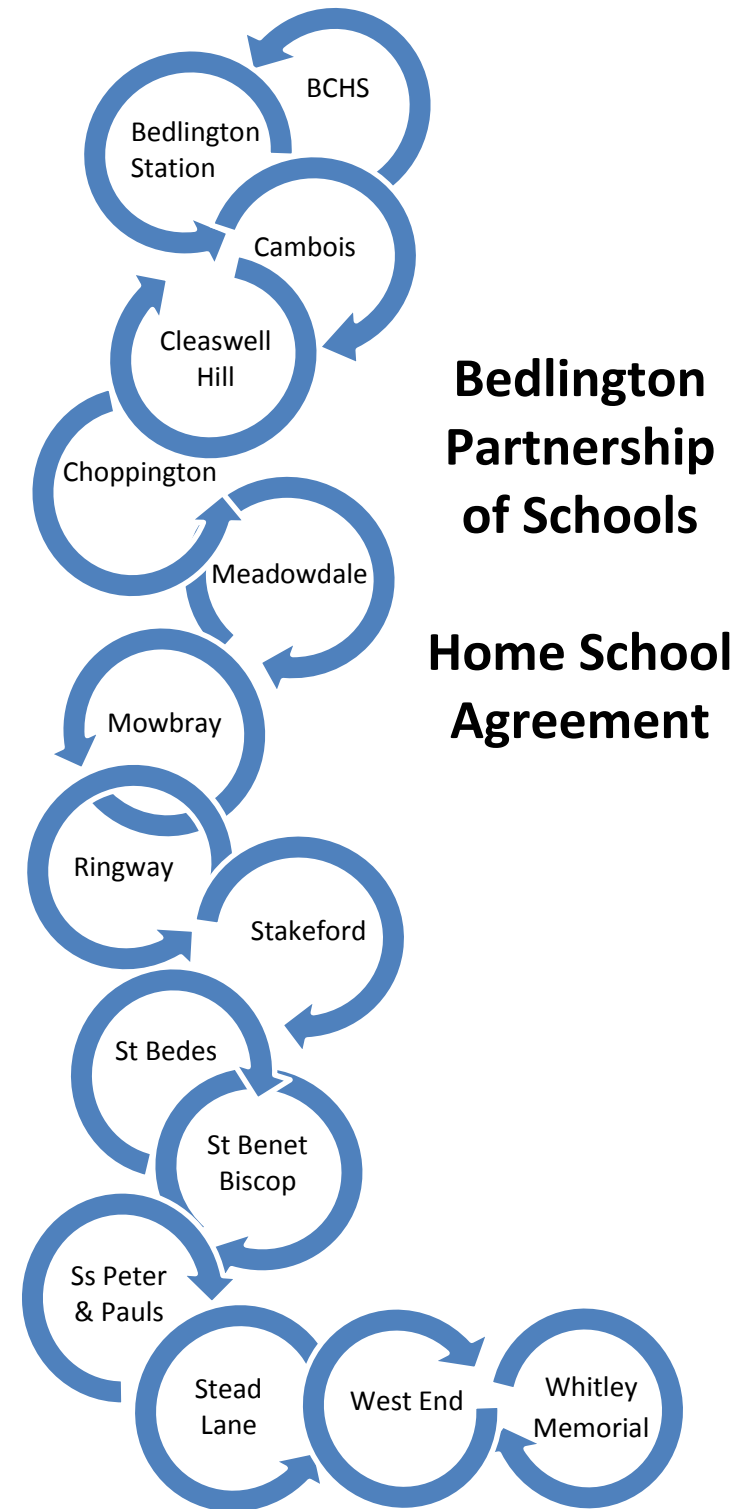 BCHS
Bedlington
Station
Cambois
Cleaswell
Hill
Choppington
Meadowdale
Mowbray
Ringway
Stakeford
St Bedes
St Benet
Biscop
Ss Peter
& Pauls
Stead
Lane
West End
Whitley
Memorial
Bedlington
Partnership
of Schools
Home School
Agreement